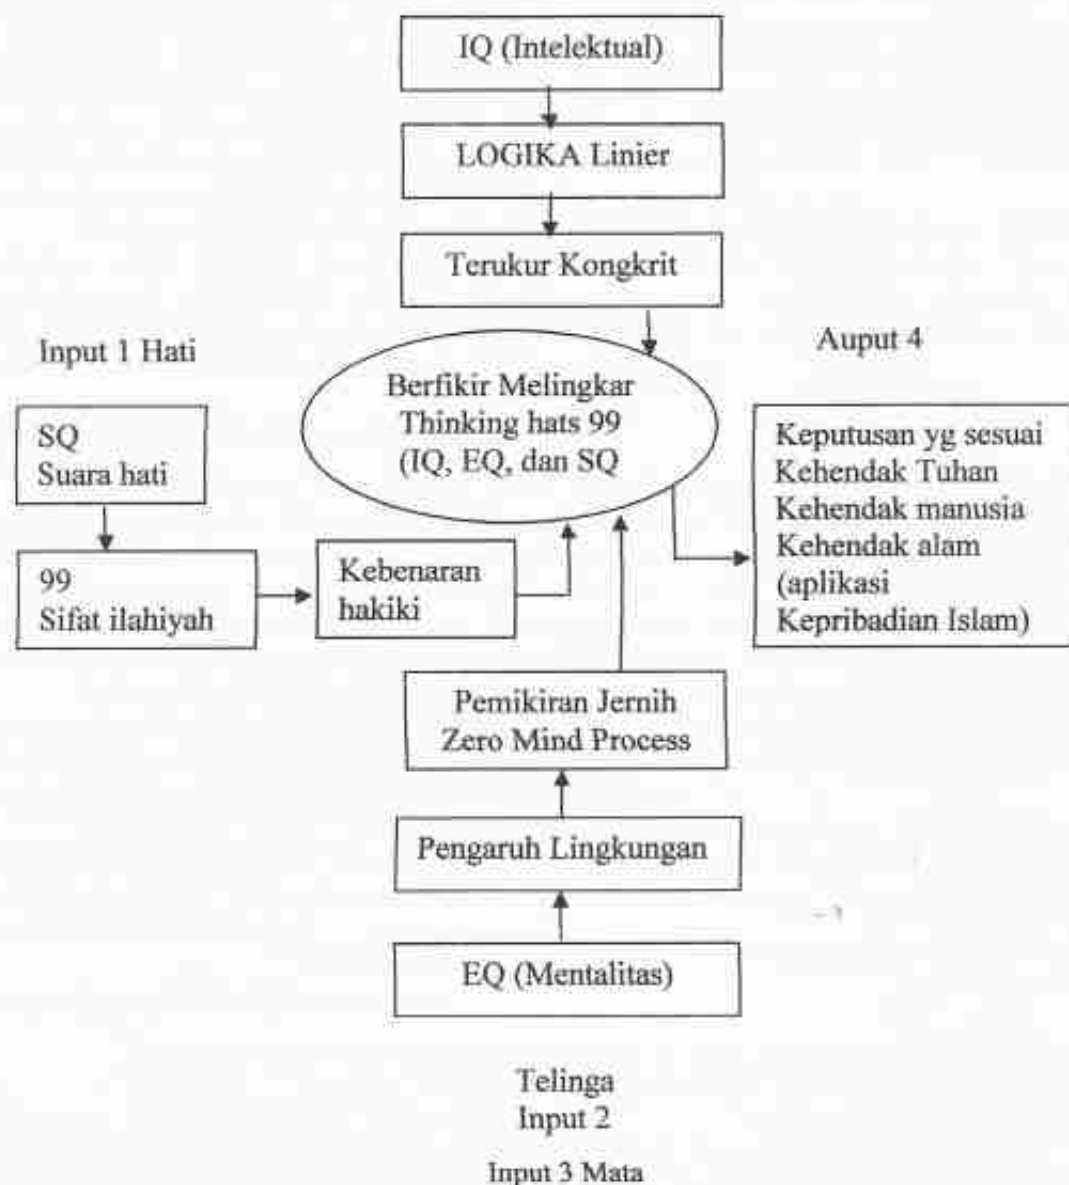 IQ (Intelektual)
LOGIKA Linier
Terukur Kongkrit
Input 1 Hati
Auput 4
Berfikir Melingkar
Thinking hats 99
(IQ, EQ, dan SQ
SQ
Suara hati
Keputusan yg sesuai
Kehendak Tuhan
Kehendak manusia
Kehendak alam
(aplikasi
Kepribadian Islam)
99
Sifat ilahiyah
Kebenaran
hakiki
Pemikiran Jernih
Zero Mind Process
Pengaruh Lingkungan
EQ (Mentalitas)
Telinga
Input 2
Input 3 Mata